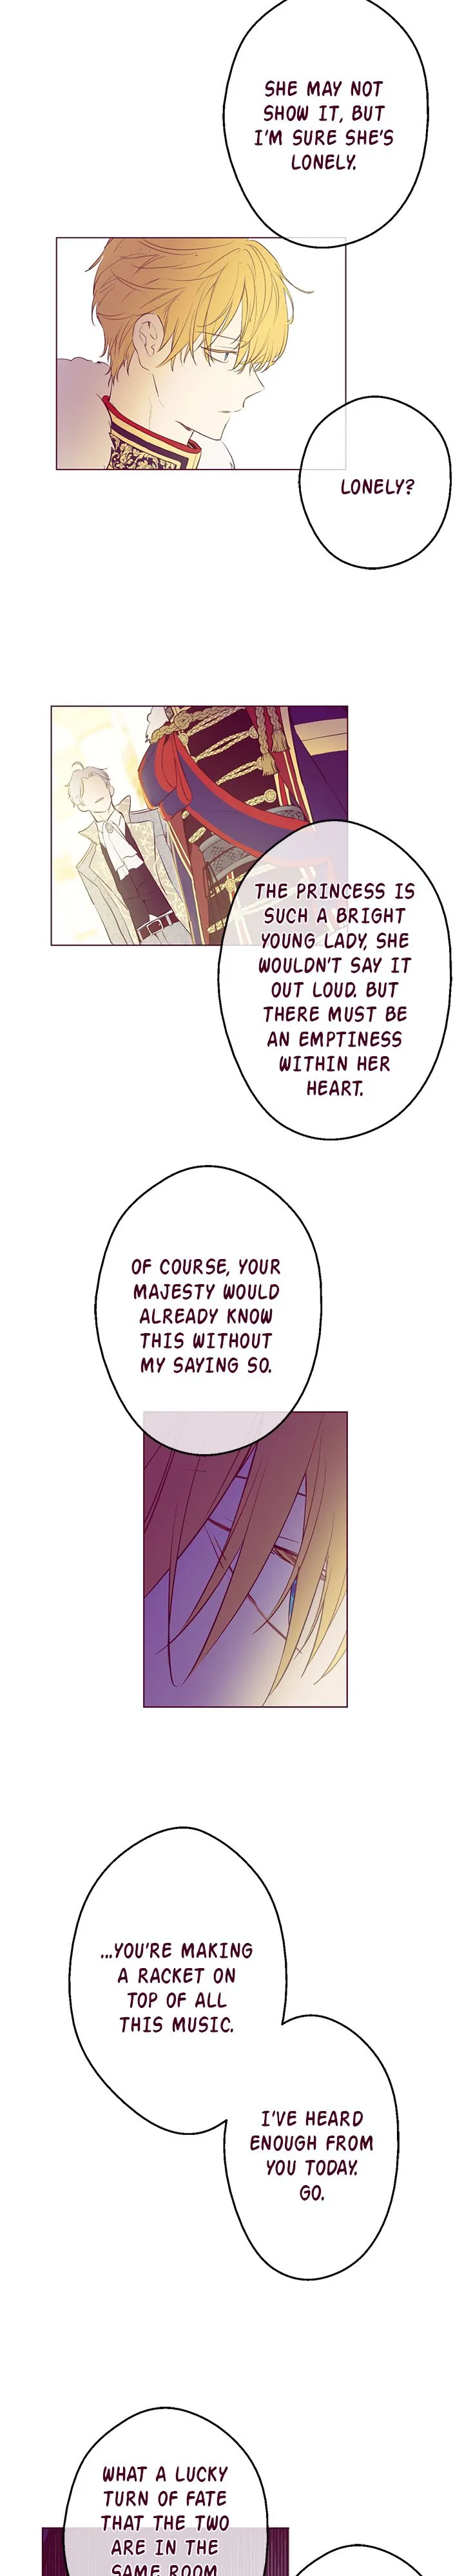 SHE MAY NOT
SHOW IT, BUT
I'M SURE SHE'S
LONELY.
LONELY?
THE PRINCESS IS
SUCH A BRIGHT
YOUNG LADY, SHE
WOULDN'T SAY IT
OUT LOUD. BUT
THERE MUST BE
AN EMPTINESS
WITHIN HER
HEART.
OF COURSE, YOUR
MAJESTY WOULD
ALREADY KNOW
THIS WITHOUT
MY SAYING SO.
...YOU'RE MAKING
A RACKET ON
TOP OF ALL
THIS MUSIC.
I'VE HEARD
ENOUGH FROM
YOU TODAY.
GO.
WHAT A LUCKY
TURN OF FATE
THAT THE TWO
ARE IN THE
SAME ROOM